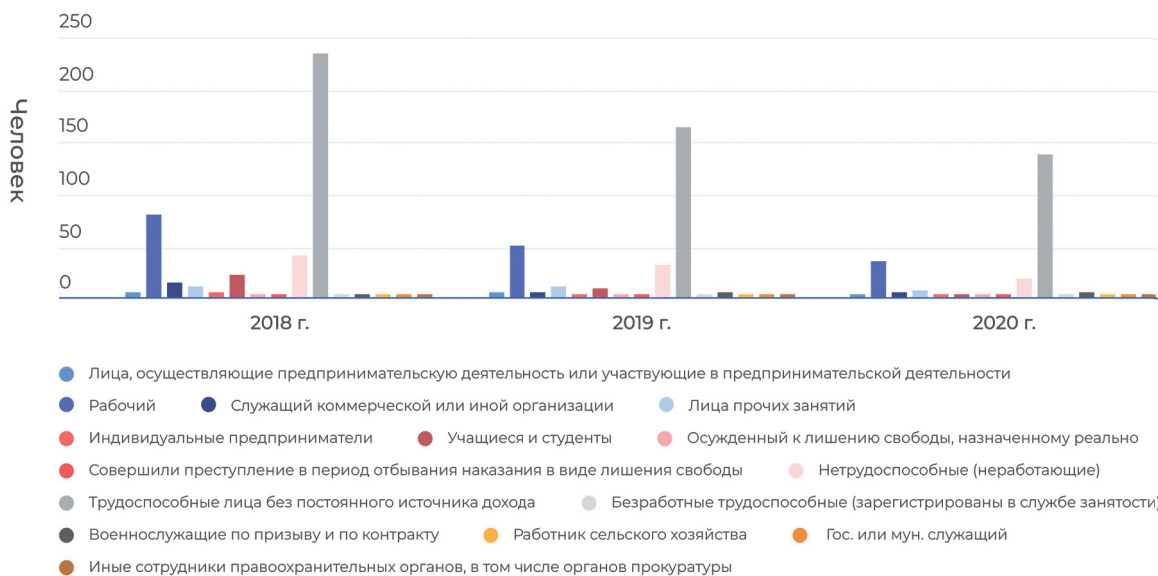 250
200
150
100
50
0
Человек
2018 г.
2019 г.
2020 г.
Лица, осуществляющие предпринимательскую деятельность или участвующие в предпринимательской деятельности
Рабочий
Служащий коммерческой или иной организации
Лица прочих занятий
Индивидуальные предприниматели
Учащиеся и студенты
Осужденный к лишению свободы, назначенному реально
Совершили преступление в период отбывания наказания в виде лишения свободы
Нетрудоспособные (неработающие)
Трудоспособные лица без постоянного источника дохода
Безработные трудоспособные (зарегистрированы в службе занятости)
Военнослужащие по призыву и по контракту
Работник сельского хозяйства
Гос. или мун. служащий
Иные сотрудники правоохранительных органов, в том числе органов прокуратуры